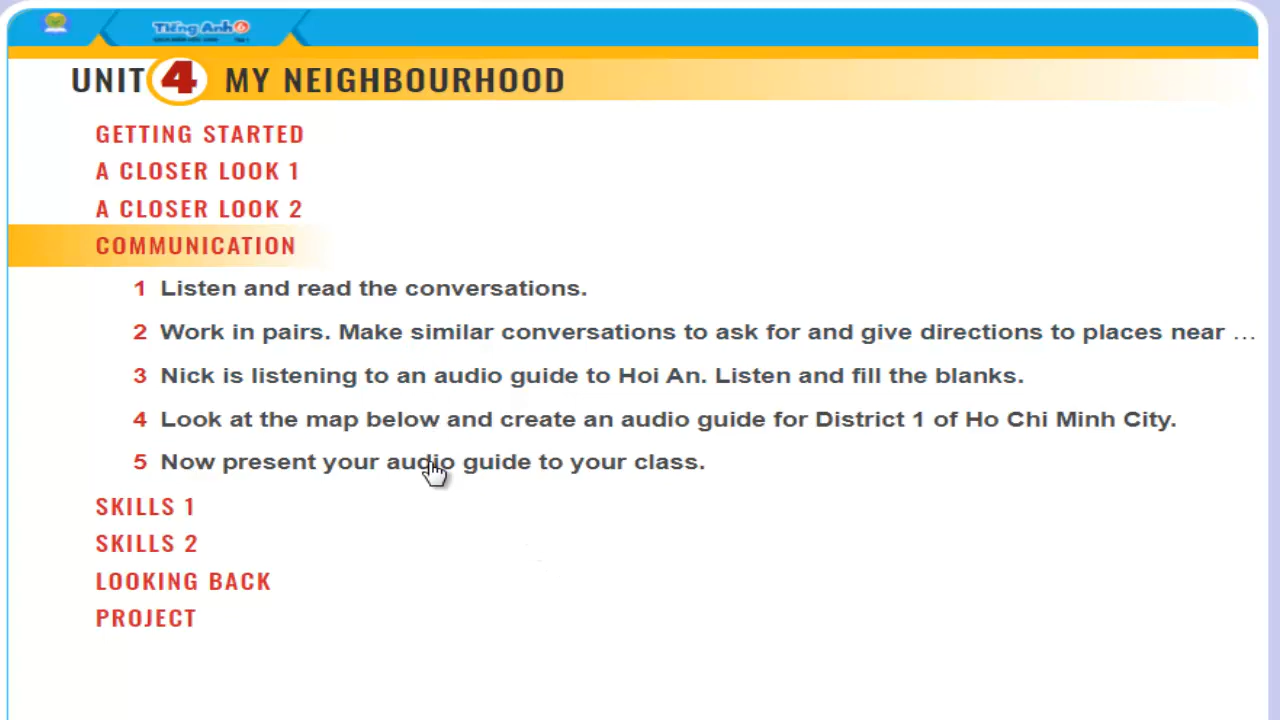 Tiếng Anh 6
UNIT 4 MY NEIGHBOURHOOD
GETTING STARTED
A CLOSER LOOK 1
A CLOSER LOOK 2
COMMUNICATION
1 Listen and read the conversations.
2 Work in pairs. Make similar conversations to ask for and give directions to places near ...
3 Nick is listening to an audio guide to Hoi An. Listen and fill the blanks.
4 Look at the map below and create an audio guide for District 1 of Ho Chi Minh City.
5 Now present your audio guide to your class.
SKILLS 1
SKILLS 2
LOOKING BACK
PROJECT